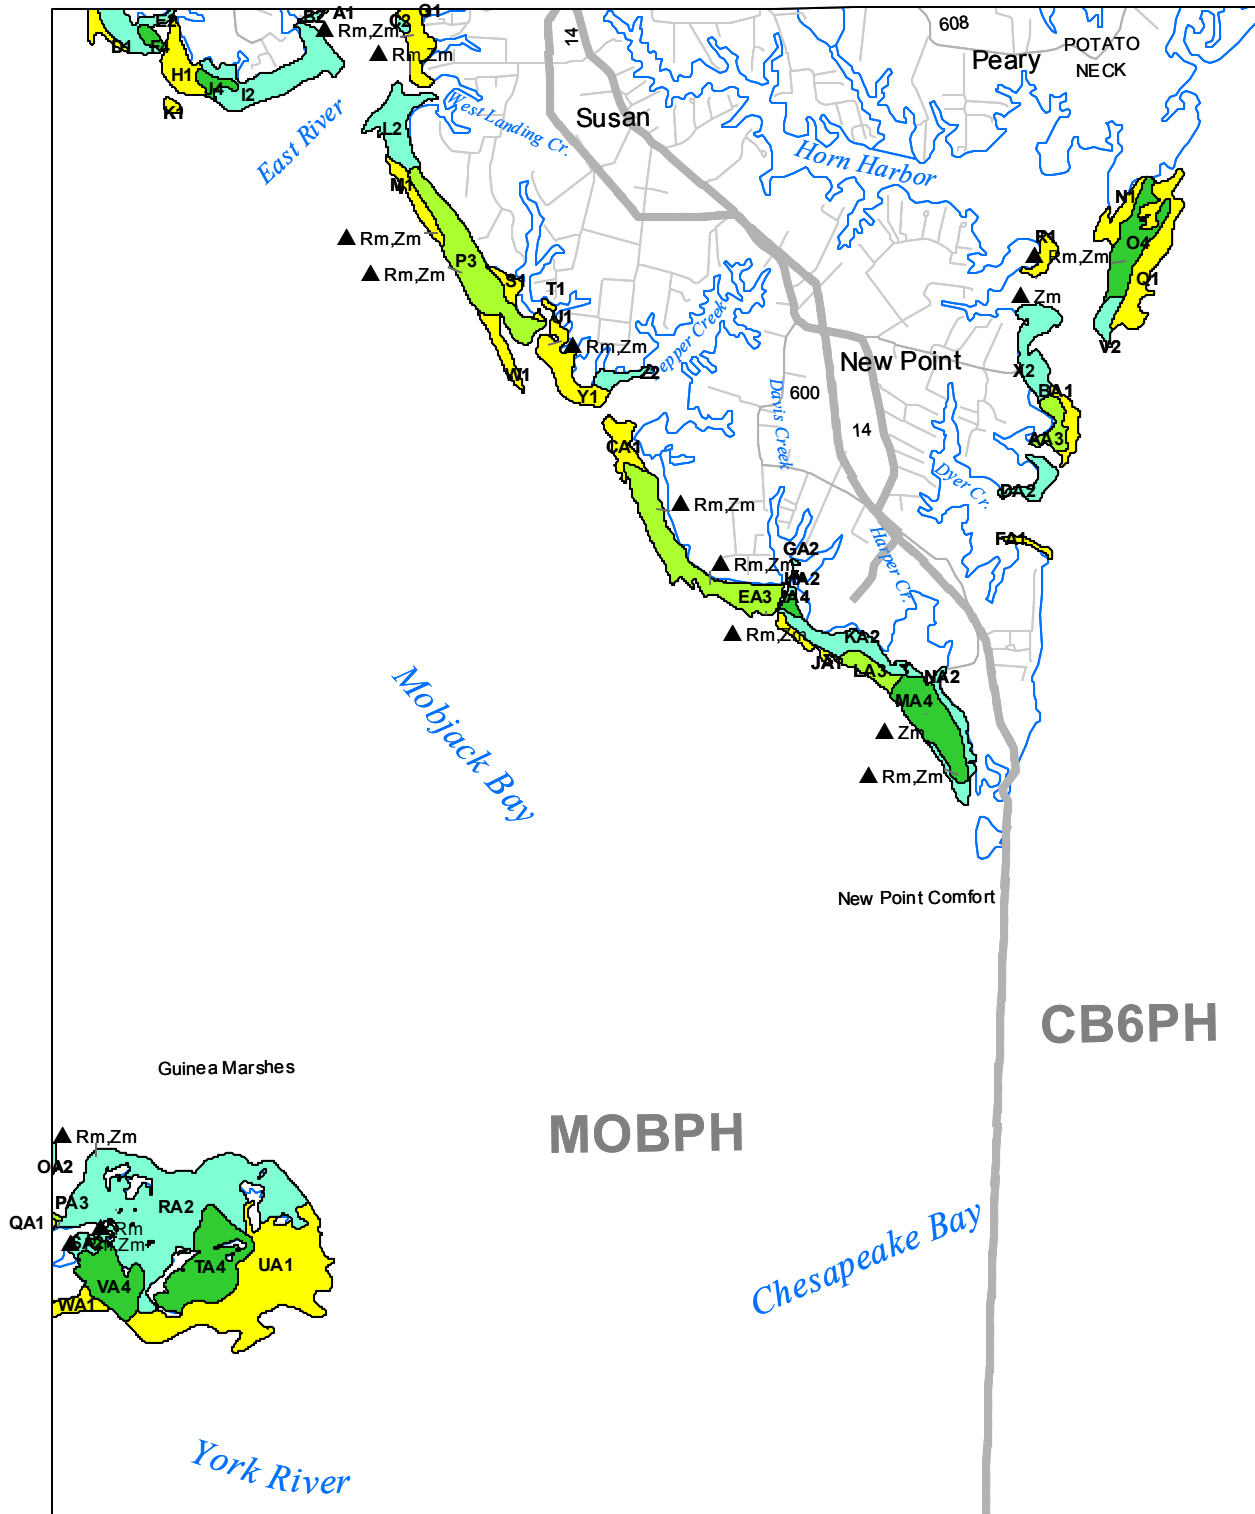 B2 A1
C2 G1
E2
D1 F4
Rm,Zm
Rm,Zm
14
608
Peary
POTATO
NECK
H1
J4
I2
K1
East River
L2
West Landing Cr.
Susan
Horn Harbor
M1
N1
Rm,Zm
P3
R1
Rm,Zm
O4
Rm,Zm
S1
Q1
T1
Zm
U1
Rm,Zm
V2
W1
Z2
Y1
New Point
X2
600
Davis Creek
14
BA1
AA3
CA1
Dyer Cr.
DA2
Rm,Zm
FA1
Harper Cr.
GA2
Rm,Zm
HA2
EA3
IA4
Rm,Zm
KA2
JA1
LA3
NA2
MA4
Mobjack Bay
Zm
Rm,Zm
New Point Comfort
CB6PH
Guinea Marshes
MOBPH
Rm,Zm
OA2
PA3
RA2
QA1
Rm
SA2
TA4
UA1
VA4
WA1
Chesapeake Bay
York River